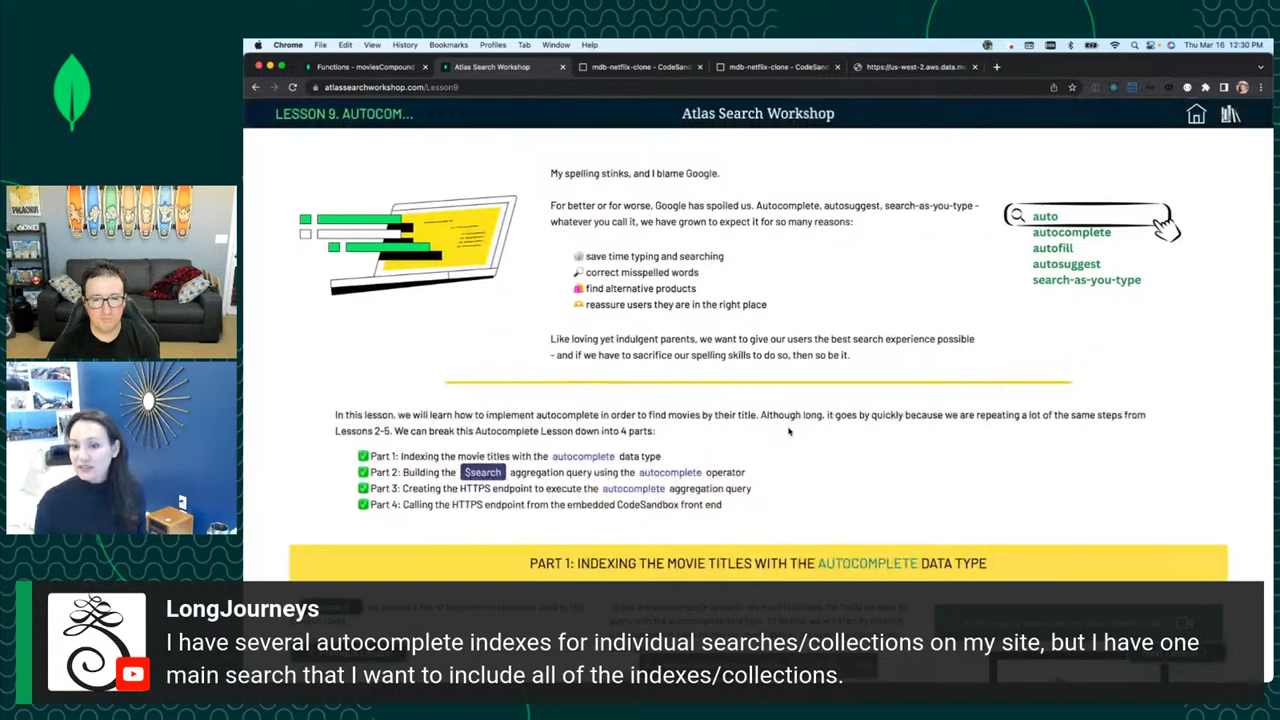 Chrome File Edit View History Bookmarks Profiles Tab Window Help
Thu Mar 16 12:30 PM
Functions - moviesCompound
Atlas Search Workshop
mdb-netflix-clone - CodeSan
mdb-netflix-clone - CodeSan
https://us-west-2.aws.data.m
atlassearchworkshop.com/Lesson9
LESSON 9. AUTOCOM...
Atlas Search Workshop
My spelling stinks, and I blame Google.
For better or for worse, Google has spoiled us. Autocomplete, autosuggest, search-as-you-type -
whatever you call it, we have grown to expect it for so many reasons:
save time typing and searching
correct misspelled words
find alternative products
reassure users they are in the right place
Like loving yet indulgent parents, we want to give our users the best search experience possible
- and if we have to sacrifice our spelling skills to do so, then so be it.
auto
autocomplete
autofill
autosuggest
search-as-you-type
In this lesson, we will learn how to implement autocomplete in order to find movies by their title. Although long, it goes by quickly because we are repeating a lot of the same steps from
Lessons 2-5. We can break this Autocomplete Lesson down into 4 parts:
Part 1: Indexing the movie titles with the autocomplete data type
Part 2: Building the $search aggregation query using the autocomplete operator
Part 3: Creating the HTTPS endpoint to execute the autocomplete aggregation query
Part 4: Calling the HTTPS endpoint from the embedded CodeSandbox front end
PART 1: INDEXING THE MOVIE TITLES WITH THE AUTOCOMPLETE DATA TYPE
PIKACHU!
LongJourneys
I have several autocomplete indexes for individual searches/collections on my site, but I have one
main search that I want to include all of the indexes/collections.